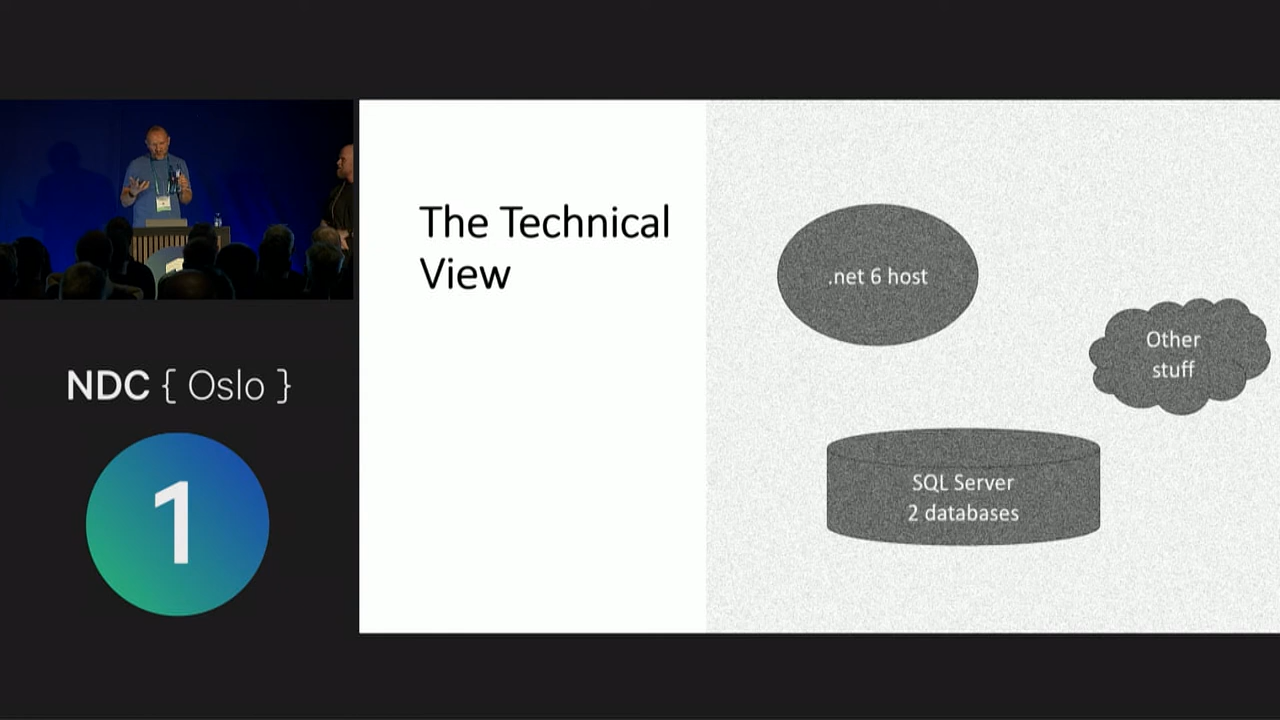 NDC { Oslo }
1
The Technical
View
.net 6 host
Other
stuff
SQL Server
2 databases